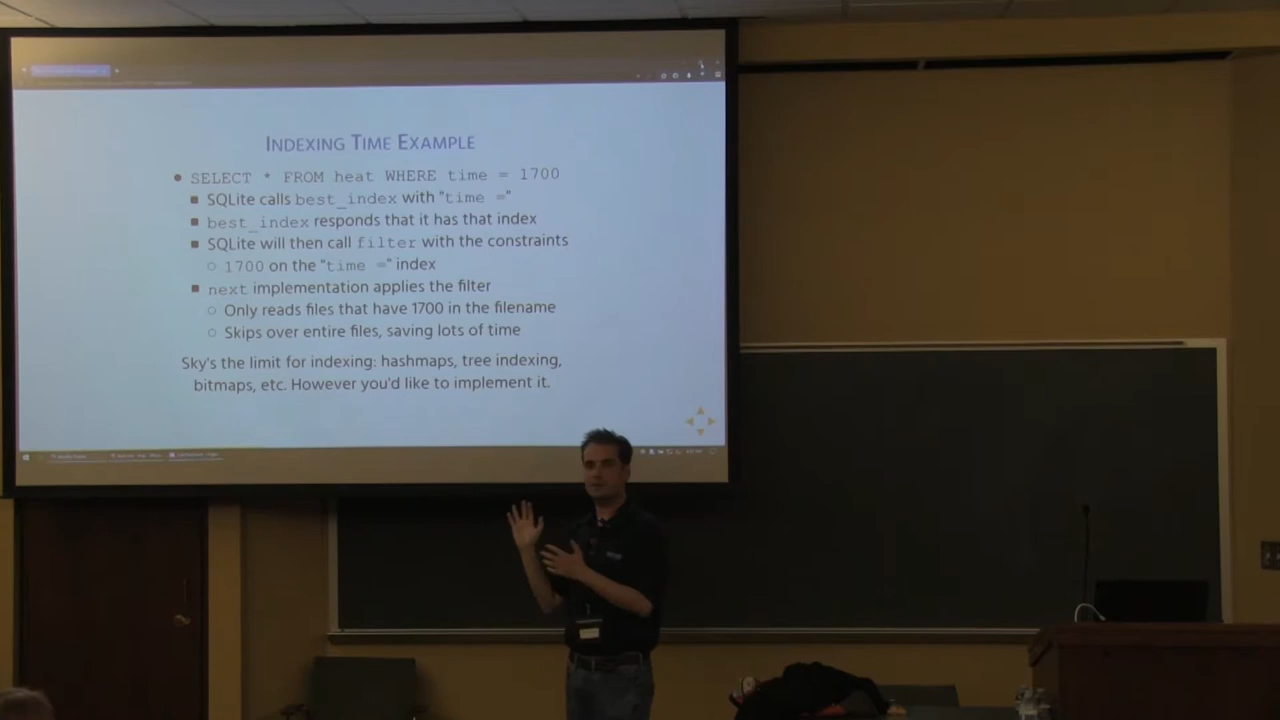 INDEXING TIME EXAMPLE
SELECT * FROM heat WHERE time = 1700
SQLite calls best_index with "time ="
best_index responds that it has that index
SQLite will then call filter with the constraints
1700 on the "time =" index
next implementation applies the filter
Only reads files that have 1700 in the filename
Skips over entire files, saving lots of time
Sky's the limit for indexing: hashmaps, tree indexing,
bitmaps, etc. However you'd like to implement it.